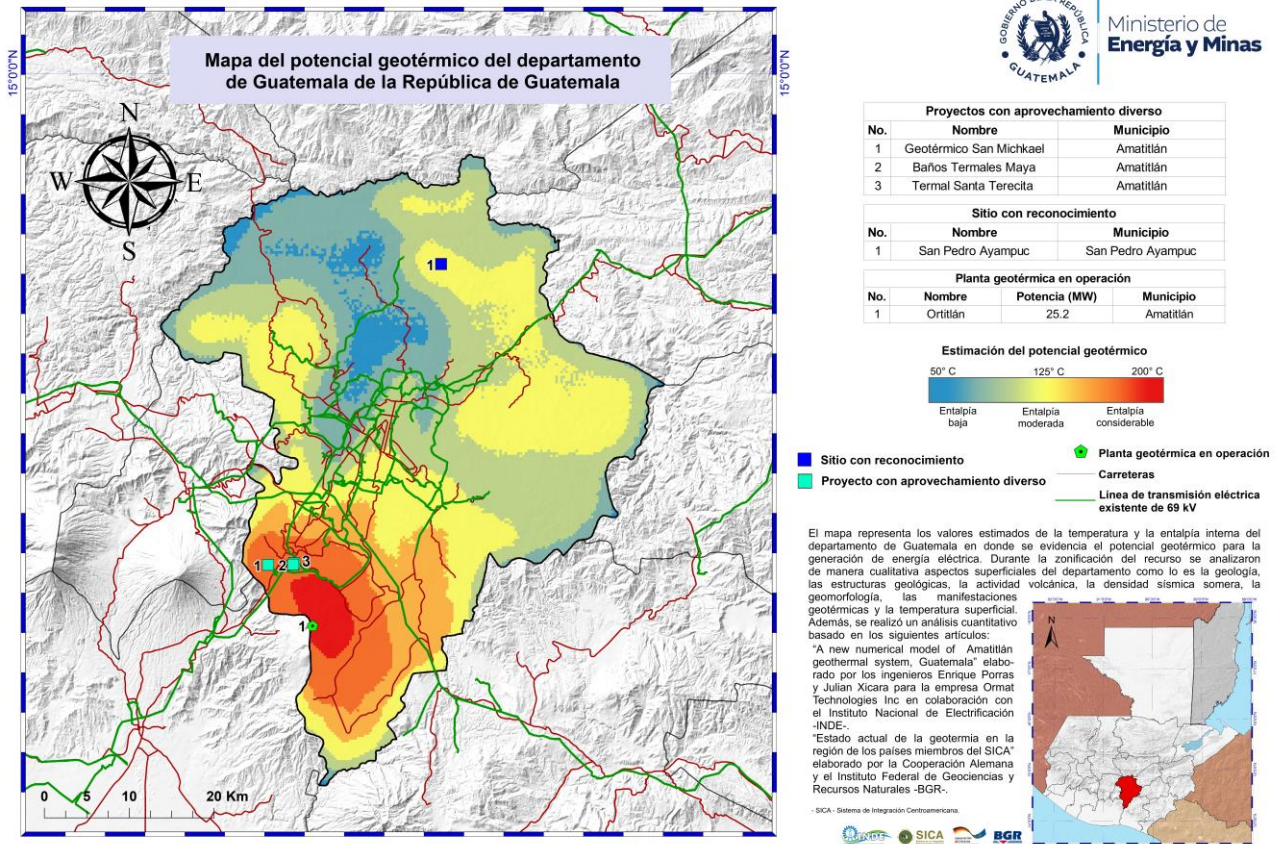 Mapa del potencial geotérmico del departamento
de Guatemala de la República de Guatemala
15°0'0"N
15°0'0"N
N
W
E
S
1
1
2
3
1
0 5 10 20 Km
GOBIERNO DE LA REPÚBLICA
GUATEMALA
Ministerio de
Energía y Minas
Proyectos con aprovechamiento diverso
No. Nombre Municipio
1 Geotérmico San Michkael Amatitlán
2 Baños Termales Maya Amatitlán
3 Termal Santa Terecita Amatitlán
Sitio con reconocimiento
No. Nombre Municipio
1 San Pedro Ayampuc San Pedro Ayampuc
Planta geotérmica en operación
No. Nombre Potencia (MW) Municipio
1 Ortitlán 25.2 Amatitlán
Estimación del potencial geotérmico
50° C 125° C 200° C
Entalpía Entalpía Entalpía
baja moderada considerable
Sitio con reconocimiento
Proyecto con aprovechamiento diverso
Planta geotérmica en operación
Carreteras
Línea de transmisión eléctrica
existente de 69 kV
El mapa representa los valores estimados de la temperatura y la entalpía interna del
departamento de Guatemala en donde se evidencia el potencial geotérmico para la
generación de energía eléctrica. Durante la zonificación del recurso se analizaron
de manera cualitativa aspectos superficiales del departamento como lo es la geología,
las estructuras geológicas, la actividad volcánica, la densidad sísmica somera, la
geomorfología, las manifestaciones
geotérmicas y la temperatura superficial.
Además, se realizó un análisis cuantitativo
basado en los siguientes artículos:
"A new numerical model of Amatitlán
geothermal system, Guatemala" elabo-
rado por los ingenieros Enrique Porras
y Julian Xicara para la empresa Ormat
Technologies Inc en colaboración con
el Instituto Nacional de Electrificación
-INDE-.
"Estado actual de la geotermia en la
región de los países miembros del SICA"
elaborado por la Cooperación Alemana
y el Instituto Federal de Geociencias y
Recursos Naturales -BGR-.
- SICA - Sistema de Integración Centroamericana.
N
INDE
SICA
BGR